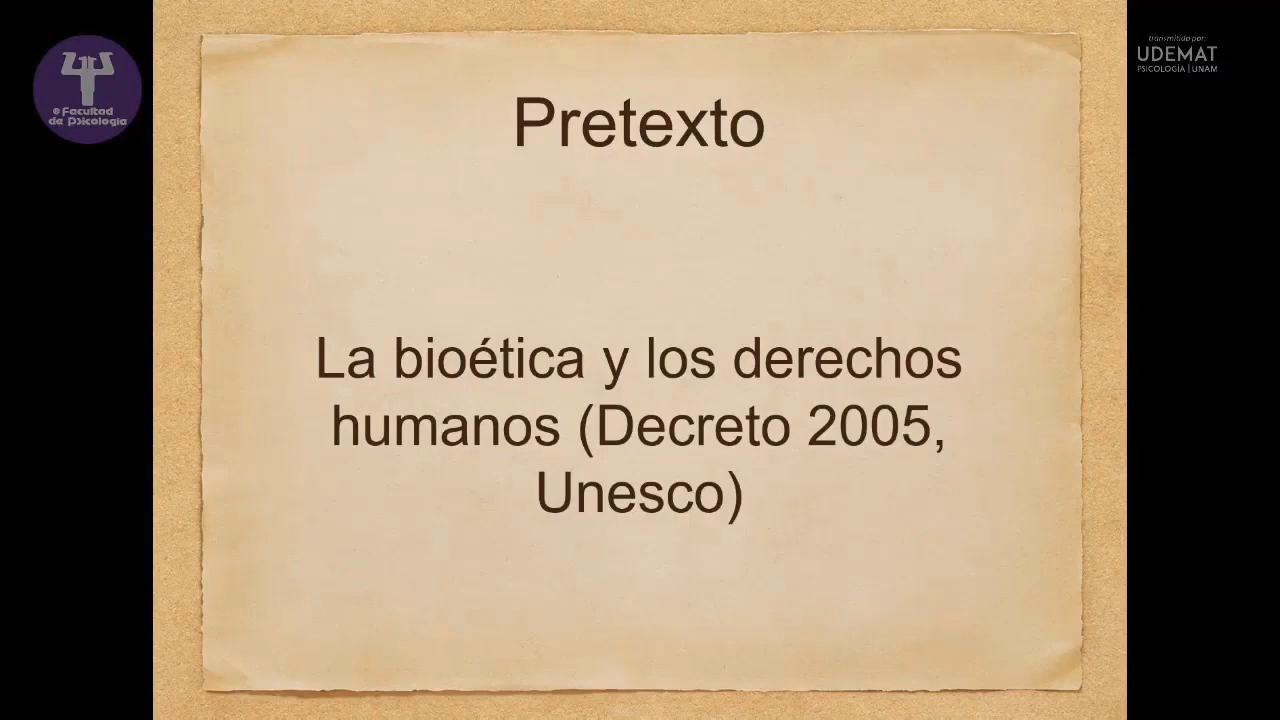 Pretexto
La bioética y los derechos
humanos (Decreto 2005,
Unesco)
© Facultad
de Psicología
transmitido por:
UDEMAT
PSICOLOGÍA | UNAM